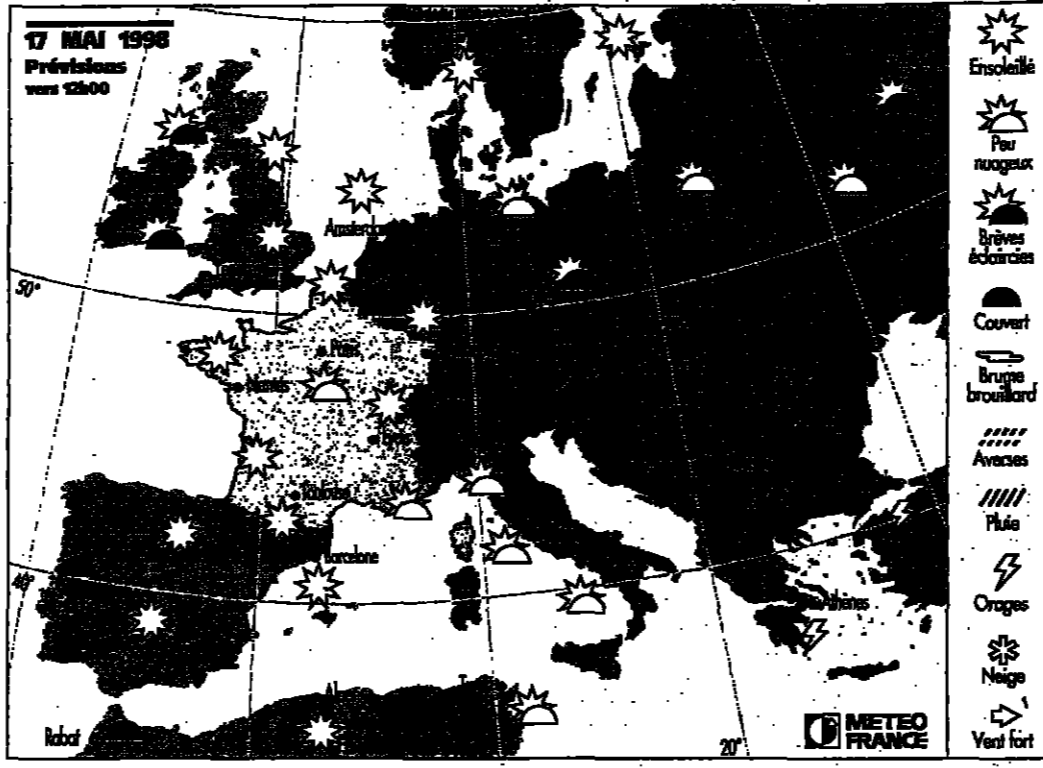 17 MAI 1998
Prévisions
vers 12h00
Amsterdam
50°
Paris
Nantes
Toulouse
Barcelone
40°
Athènes
Rabat
20°
METEO
FRANCE
Ensoleillé
Peu
nuageux
Brèves
éclaircies
Couvert
Brume
brouillard
Averses
Pluie
Orages
Neige
Vent fort